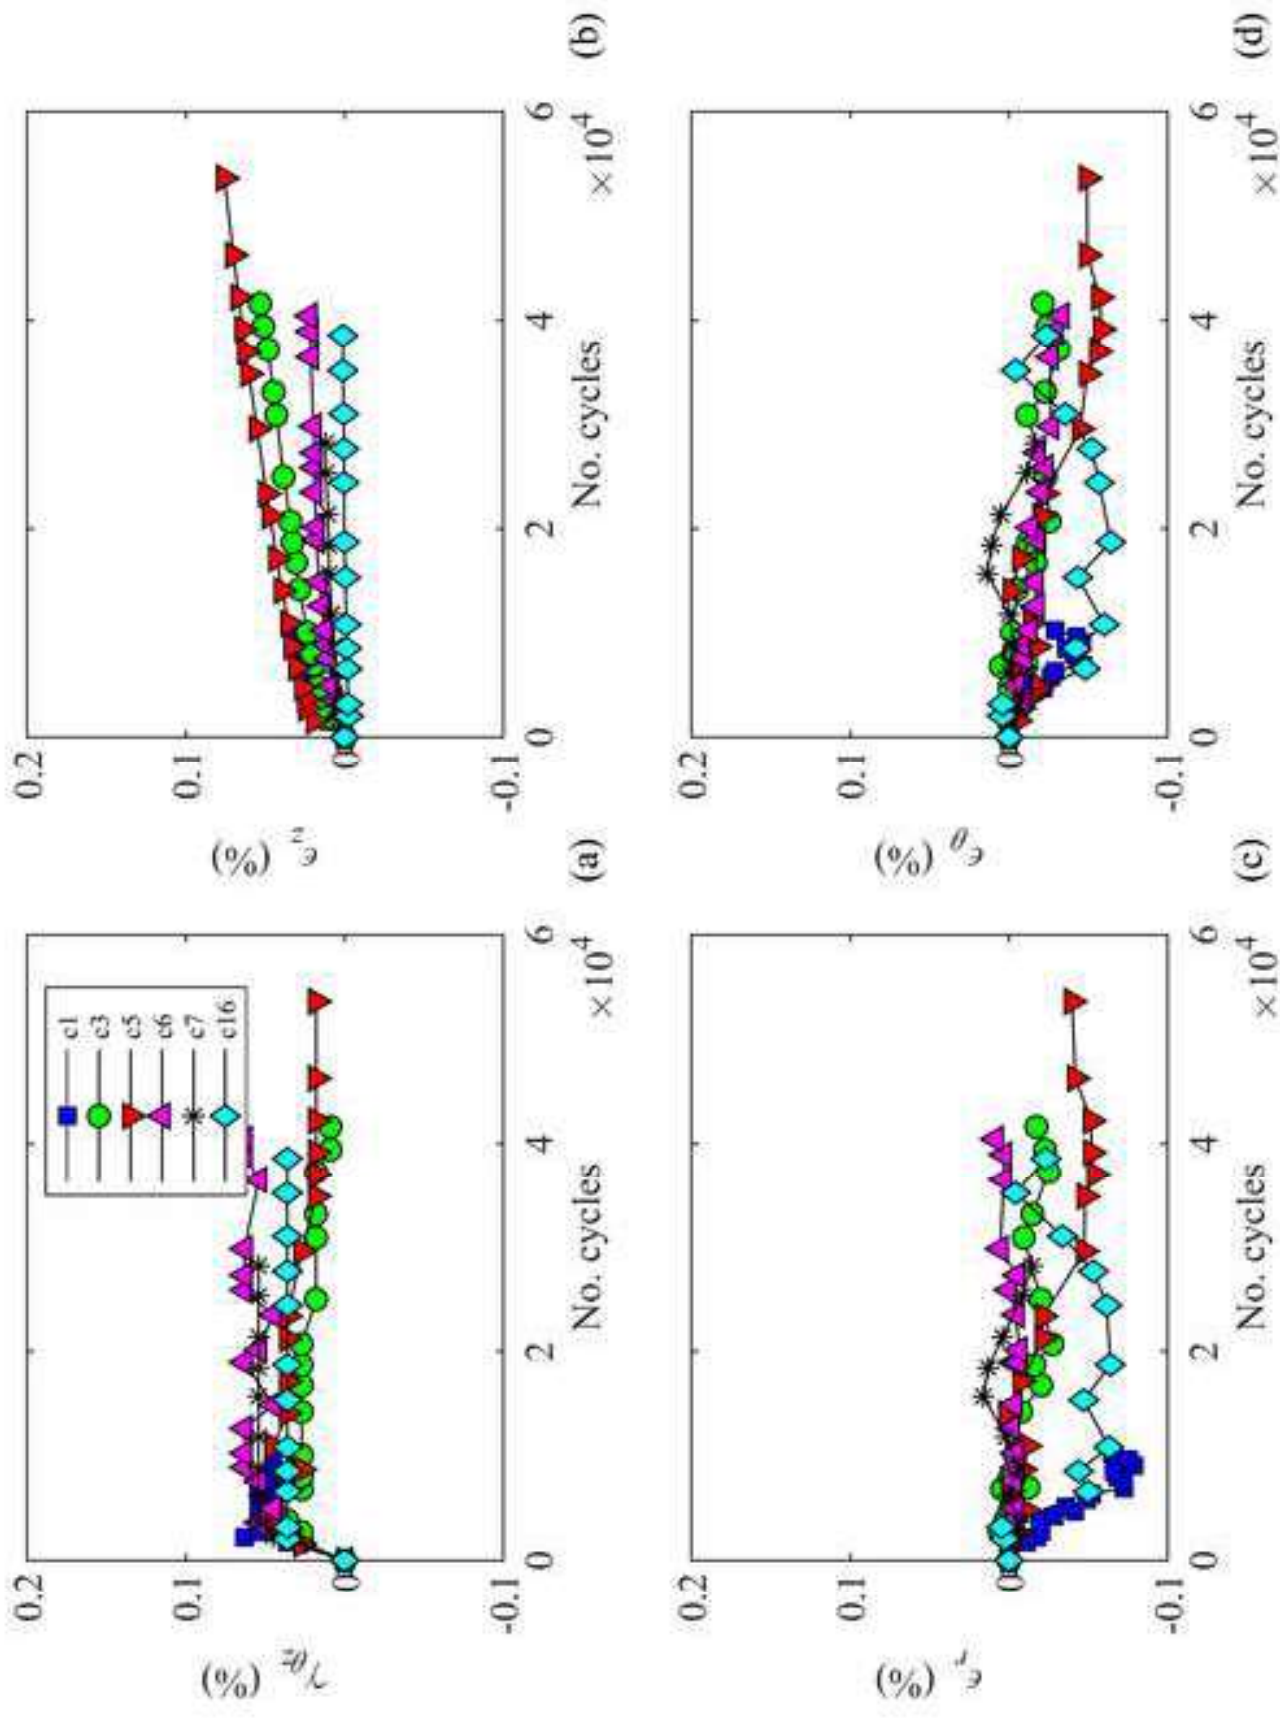 0.2
0.1
0
-0.1
γθz (%)
0
2
4
6
No. cycles
×10⁴
(a)
c1
c3
c5
c6
c7
c16
0.2
0.1
0
-0.1
ϵz (%)
0
2
4
6
No. cycles
×10⁴
(b)
0.2
0.1
0
-0.1
ϵr (%)
0
2
4
6
No. cycles
×10⁴
(c)
0.2
0.1
0
-0.1
ϵθ (%)
0
2
4
6
No. cycles
×10⁴
(d)